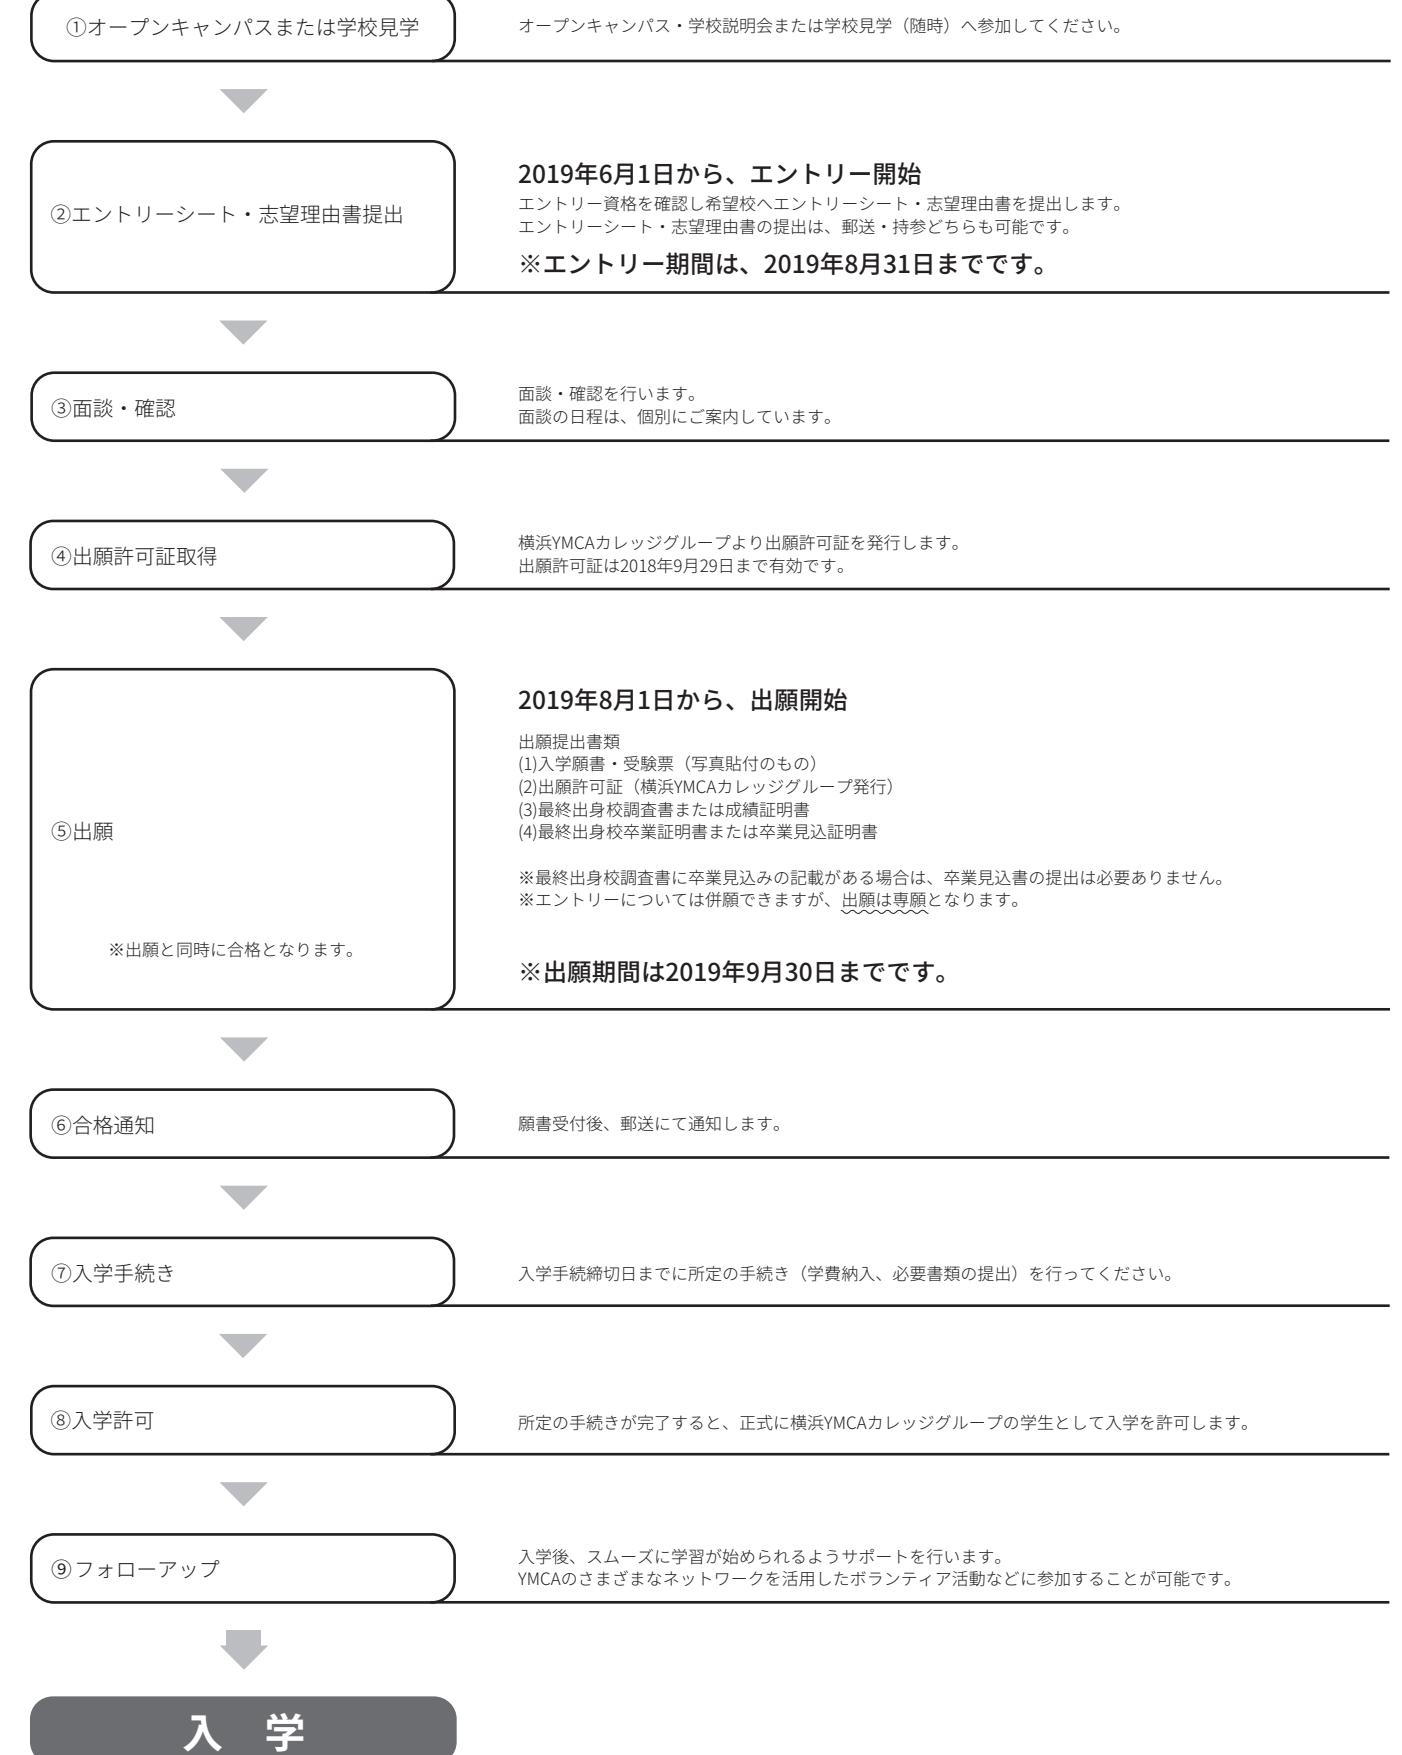 ①オープンキャンパスまたは学校見学
オープンキャンパス・学校説明会または学校見学（随時）へ参加してください。
②エントリーシート・志望理由書提出
2019年6月1日から、エントリー開始
エントリー資格を確認し希望校へエントリーシート・志望理由書を提出します。
エントリーシート・志望理由書の提出は、郵送・持参どちらも可能です。
※エントリー期間は、2019年8月31日までです。
③面談・確認
面談・確認を行います。
面談の日程は、個別にご案内しています。
④出願許可証取得
横浜YMCAカレッジグループより出願許可証を発行します。
出願許可証は2018年9月29日まで有効です。
⑤出願
※出願と同時に合格となります。
2019年8月1日から、出願開始
出願提出書類
(1)入学願書・受験票（写真貼付のもの）
(2)出願許可証（横浜YMCAカレッジグループ発行）
(3)最終出身校調査書または成績証明書
(4)最終出身校卒業証明書または卒業見込証明書
※最終出身校調査書に卒業見込みの記載がある場合は、卒業見込書の提出は必要ありません。
※エントリーについては併願できますが、出願は専願となります。
※出願期間は2019年9月30日までです。
⑥合格通知
願書受付後、郵送にて通知します。
⑦入学手続き
入学手続締切日までに所定の手続き（学費納入、必要書類の提出）を行ってください。
⑧入学許可
所定の手続きが完了すると、正式に横浜YMCAカレッジグループの学生として入学を許可します。
⑨フォローアップ
入学後、スムーズに学習が始められるようサポートを行います。
YMCAのさまざまなネットワークを活用したボランティア活動などに参加することが可能です。
入　学